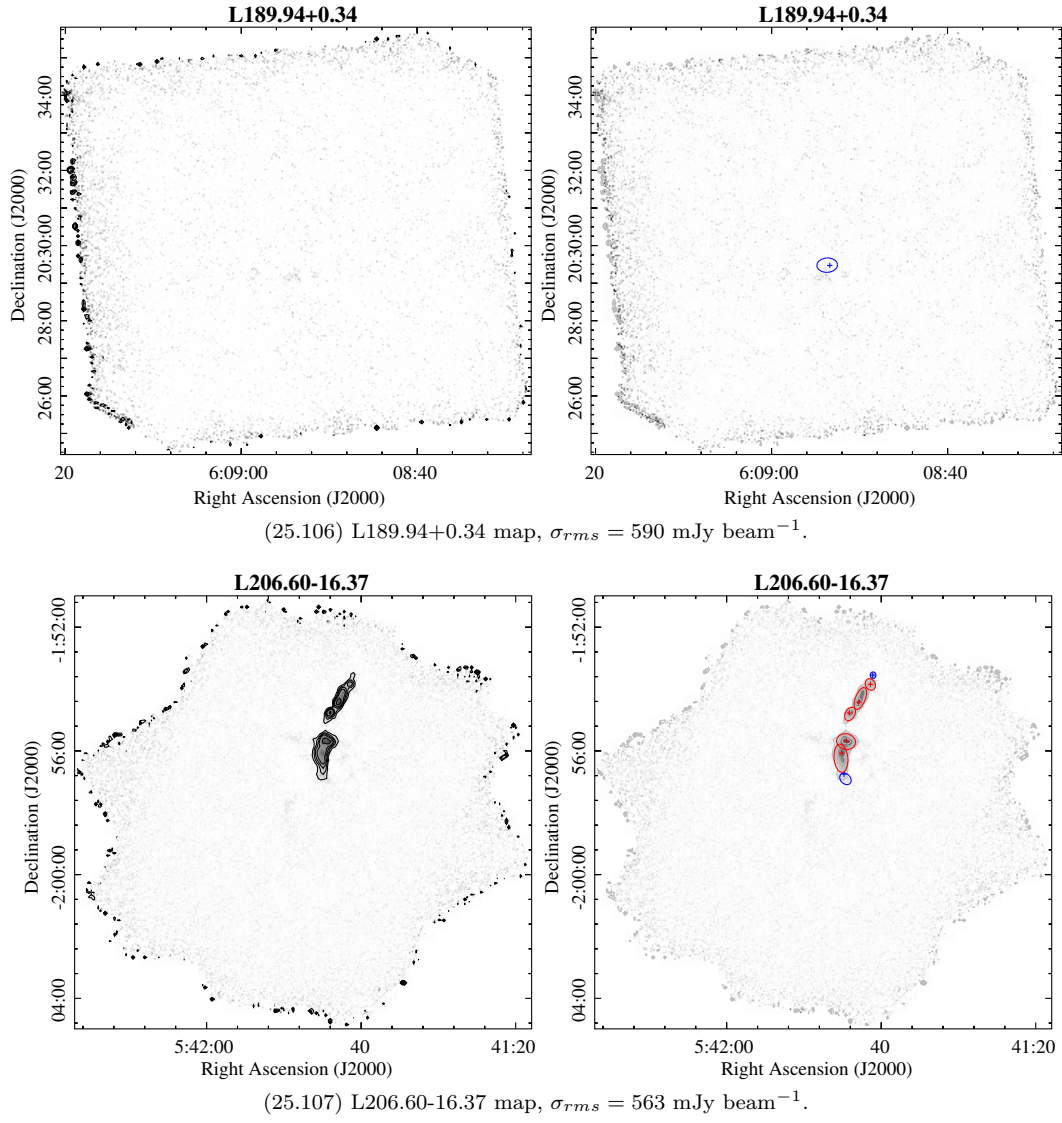 L189.94+0.34
L189.94+0.34
Declination (J2000)
34:00
32:00
20:30:00
28:00
26:00
20
6:09:00
08:40
Right Ascension (J2000)
Declination (J2000)
34:00
32:00
20:30:00
28:00
26:00
20
6:09:00
08:40
Right Ascension (J2000)
(25.106) L189.94+0.34 map, σrms = 590 mJy beam−1.
L206.60-16.37
L206.60-16.37
Declination (J2000)
-1:52:00
56:00
-2:00:00
04:00
5:42:00
40
41:20
Right Ascension (J2000)
Declination (J2000)
-1:52:00
56:00
-2:00:00
04:00
5:42:00
40
41:20
Right Ascension (J2000)
(25.107) L206.60-16.37 map, σrms = 563 mJy beam−1.